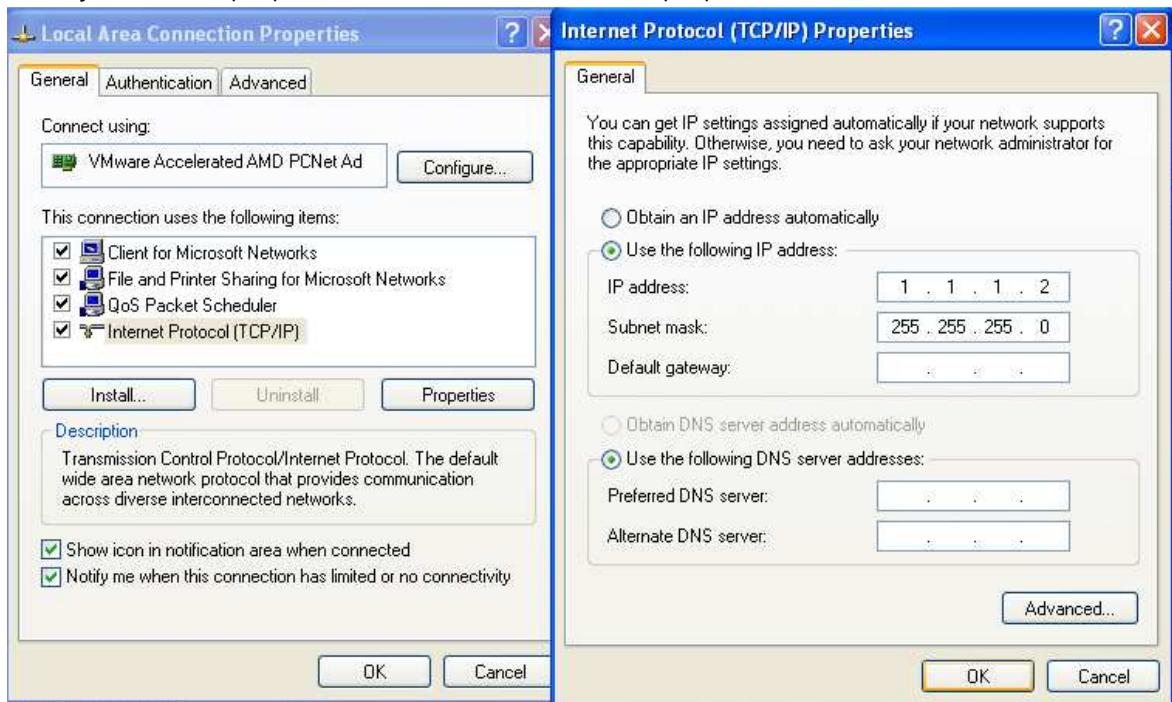 Local Area Connection Properties
General Authentication Advanced
Connect using:
VMware Accelerated AMD PCNet Ad
Configure...
This connection uses the following items:
Client for Microsoft Networks
File and Printer Sharing for Microsoft Networks
QoS Packet Scheduler
Internet Protocol (TCP/IP)
Install... Uninstall Properties
Description
Transmission Control Protocol/Internet Protocol. The default
wide area network protocol that provides communication
across diverse interconnected networks.
Show icon in notification area when connected
Notify me when this connection has limited or no connectivity
OK Cancel
Internet Protocol (TCP/IP) Properties
General
You can get IP settings assigned automatically if your network supports
this capability. Otherwise, you need to ask your network administrator for
the appropriate IP settings.
Obtain an IP address automatically
Use the following IP address:
IP address: 1 . 1 . 1 . 2
Subnet mask: 255 . 255 . 255 . 0
Default gateway: . . .
Obtain DNS server address automatically
Use the following DNS server addresses:
Preferred DNS server: . . .
Alternate DNS server: . . .
Advanced...
OK Cancel